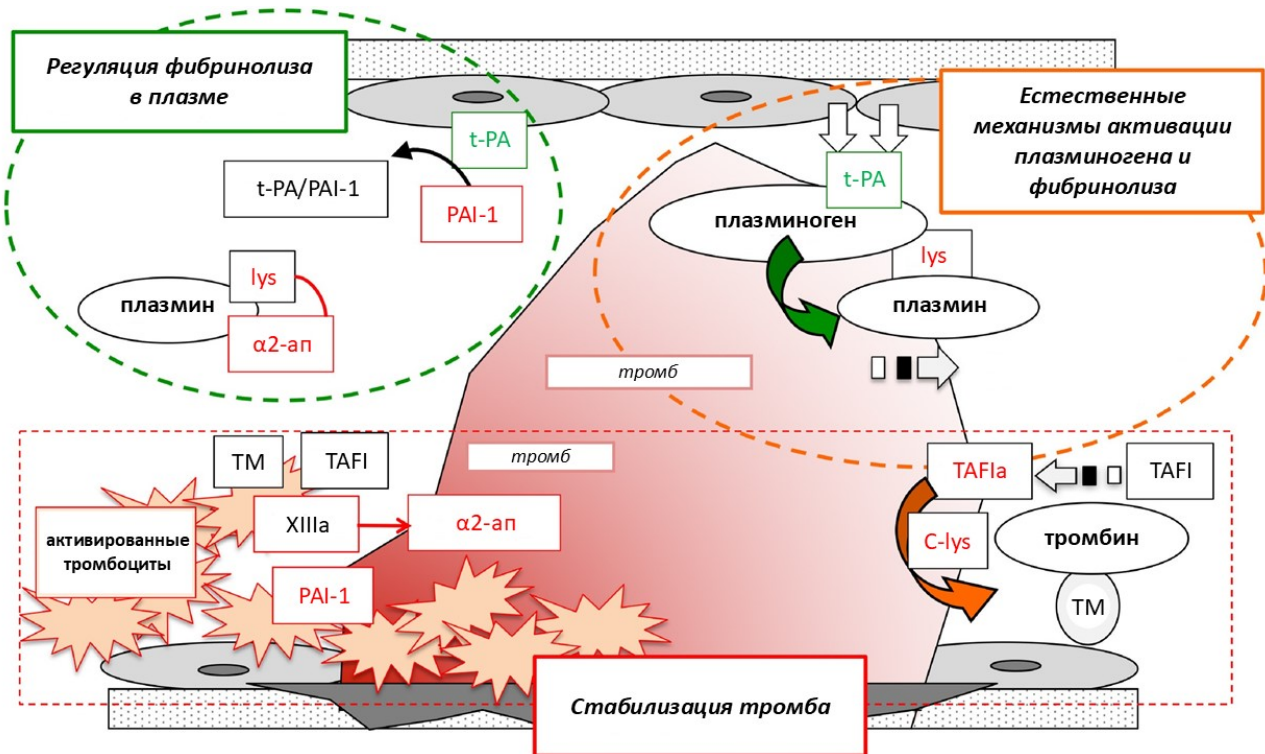 Регуляция фибринолиза
в плазме
t-PA
t-PA/PAI-1
PAI-1
lys
плазмин
α2-ап
Естественные
механизмы активации
плазминогена и
фибринолиза
t-PA
плазминоген
lys
плазмин
тромб
тромб
TM
TAFI
XIIIa
α2-ап
активированные
тромбоциты
PAI-1
TAFIa
TAFI
C-lys
тромбин
TM
Стабилизация тромба